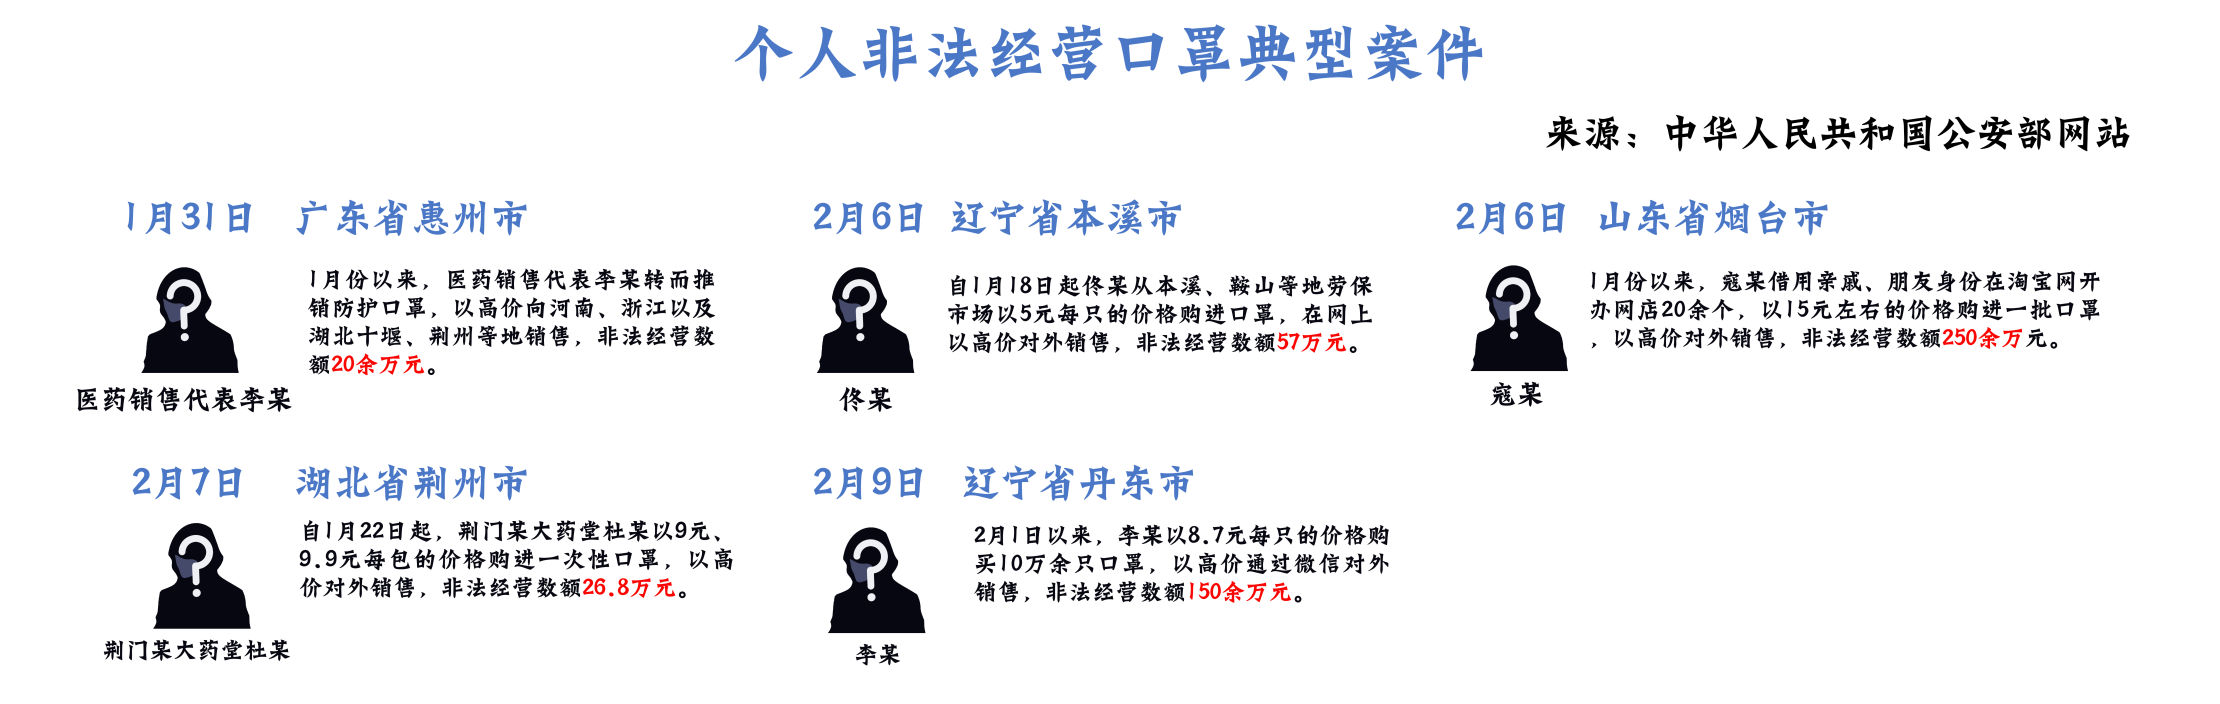 个人非法经营口罩典型案件
来源：中华人民共和国公安部网站
1月31日 广东省惠州市
1月份以来，医药销售代表李某转而推
销防护口罩，以高价向河南、浙江以及
湖北十堰、荆州等地销售，非法经营数
额20余万元。
医药销售代表李某
2月6日 辽宁省本溪市
自1月18日起佟某从本溪、鞍山等地劳保
市场以5元每只的价格购进口罩，在网上
以高价对外销售，非法经营数额57万元。
佟某
2月6日 山东省烟台市
1月份以来，寇某借用亲戚、朋友身份在淘宝网开
办网店20余个，以15元左右的价格购进一批口罩
，以高价对外销售，非法经营数额250余万元。
寇某
2月7日 湖北省荆州市
自1月22日起，荆门某大药堂杜某以9元、
9.9元每包的价格购进一次性口罩，以高
价对外销售，非法经营数额26.8万元。
荆门某大药堂杜某
2月9日 辽宁省丹东市
2月1日以来，李某以8.7元每只的价格购
买10万余只口罩，以高价通过微信对外
销售，非法经营数额150余万元。
李某